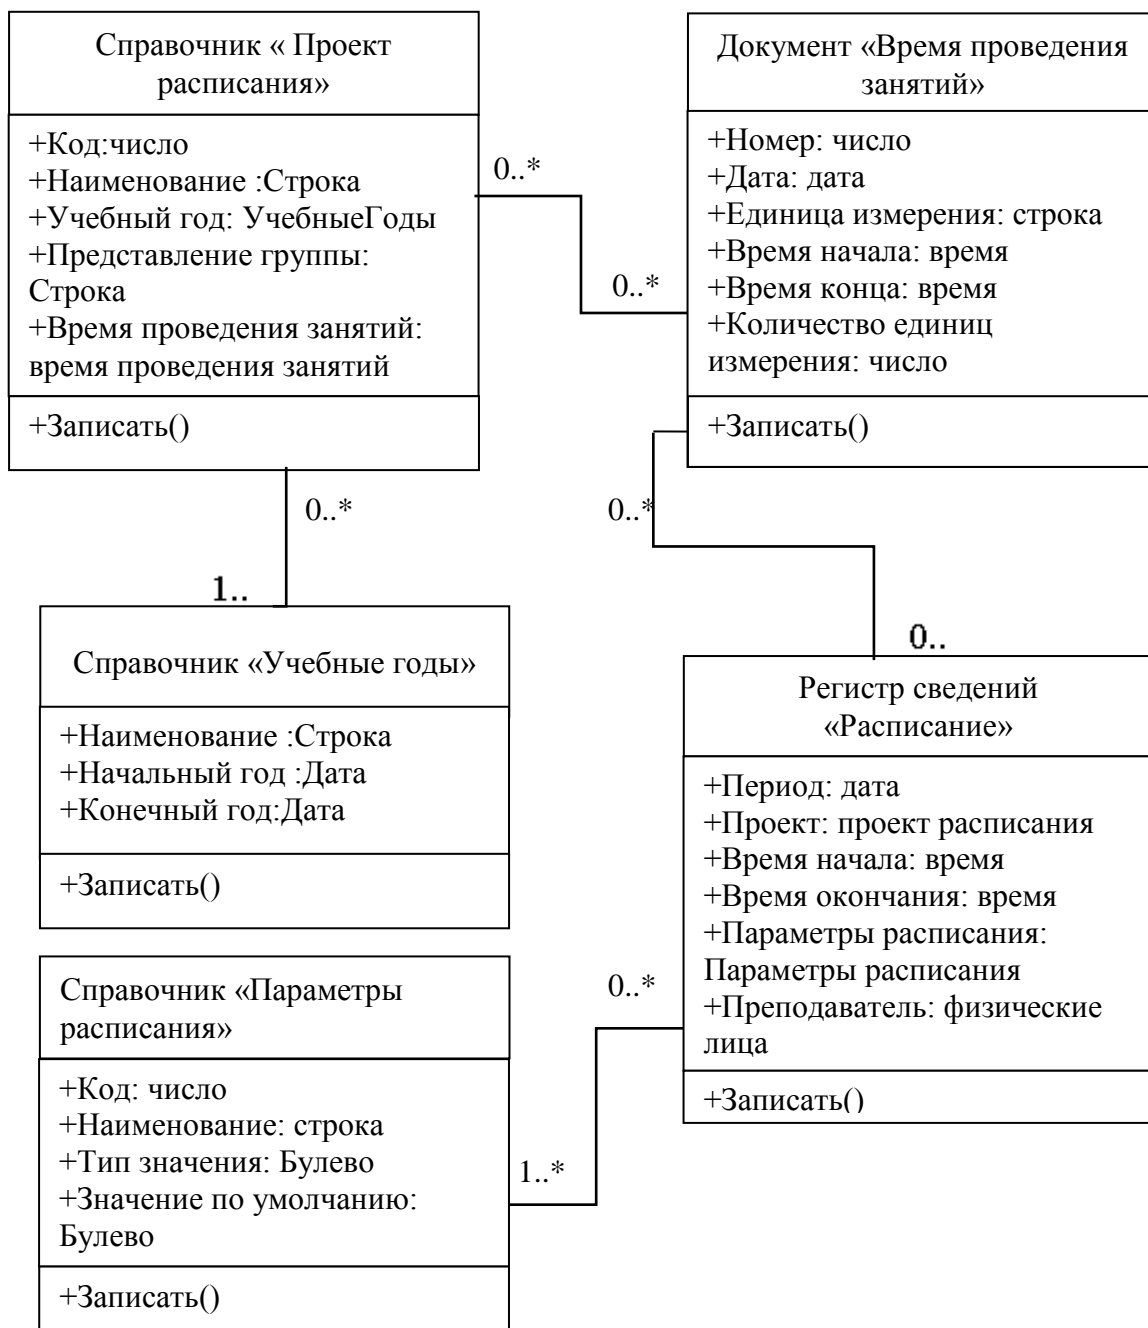 Справочник « Проект
расписания»
+Код:число
+Наименование :Строка
+Учебный год: УчебныеГоды
+Представление группы:
Строка
+Время проведения занятий:
время проведения занятий
+Записать()
Документ «Время проведения
занятий»
+Номер: число
+Дата: дата
+Единица измерения: строка
+Время начала: время
+Время конца: время
+Количество единиц
измерения: число
+Записать()
0..*
0..*
0..*
1..
0..*
0..
Справочник «Учебные годы»
+Наименование :Строка
+Начальный год :Дата
+Конечный год:Дата
+Записать()
Регистр сведений
«Расписание»
+Период: дата
+Проект: проект расписания
+Время начала: время
+Время окончания: время
+Параметры расписания:
Параметры расписания
+Преподаватель: физические
лица
+Записать()
0..*
1..*
Справочник «Параметры
расписания»
+Код: число
+Наименование: строка
+Тип значения: Булево
+Значение по умолчанию:
Булево
+Записать()